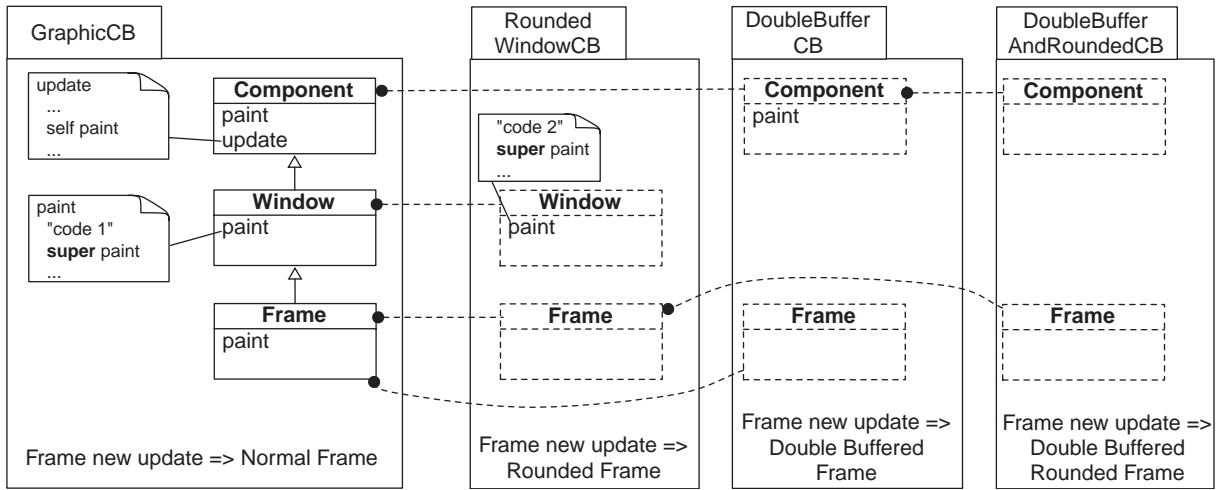 GraphicCB
update
...
self paint
...
Component
paint
update
paint
"code 1"
super paint
...
Window
paint
Frame
paint
Frame new update => Normal Frame
Rounded
WindowCB
"code 2"
super paint
...
Window
paint
Frame
Frame new update =>
Rounded Frame
DoubleBuffer
CB
Component
paint
Frame
Frame new update =>
Double Buffered
Frame
DoubleBuffer
AndRoundedCB
Component
Frame
Frame new update =>
Double Buffered
Rounded Frame